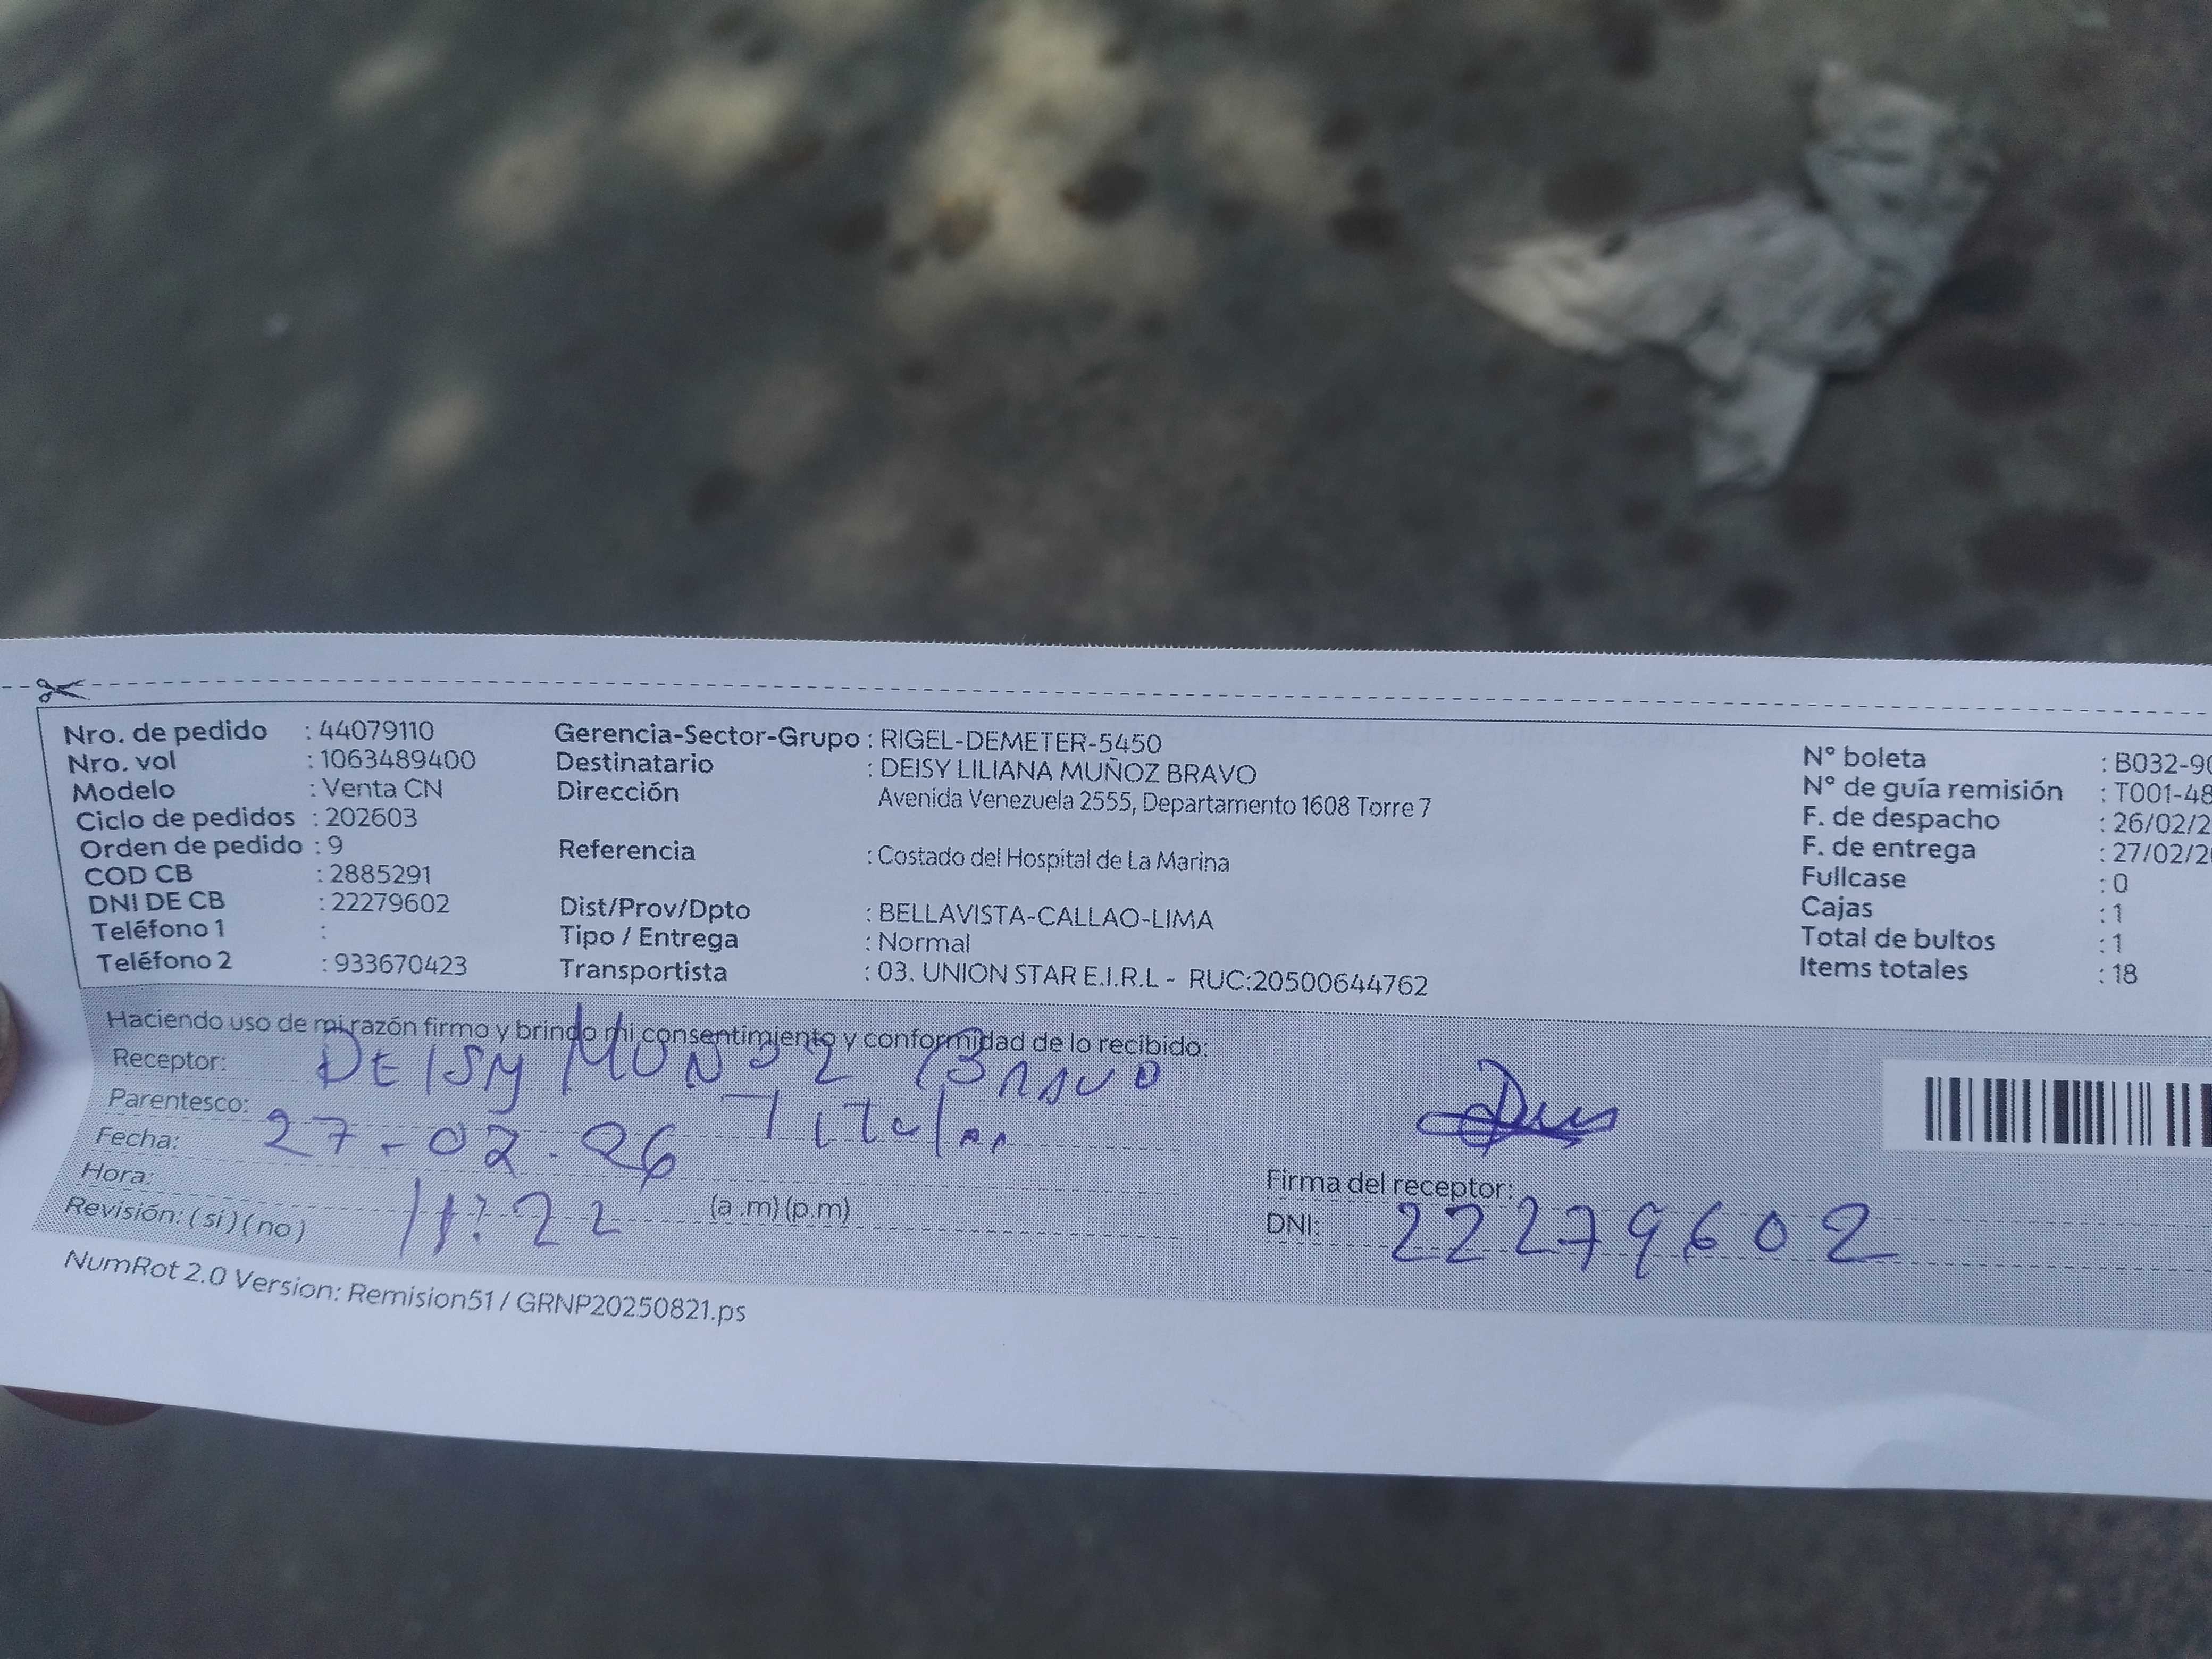 Nro. de pedido : 44079110
Nro. vol : 1063489400
Modelo : Venta CN
Ciclo de pedidos : 202603
Orden de pedido : 9
COD CB : 2885291
DNI DE CB : 22279602
Teléfono 1 :
Teléfono 2 : 933670423
Gerencia-Sector-Grupo : RIGEL-DEMETER-5450
Destinatario : DEISY LILIANA MUÑOZ BRAVO
Dirección Avenida Venezuela 2555, Departamento 1608 Torre 7
Referencia : Costado del Hospital de La Marina
Dist/Prov/Dpto : BELLAVISTA-CALLAO-LIMA
Tipo / Entrega : Normal
Transportista : 03. UNION STAR E.I.R.L - RUC:20500644762
N° boleta : B032-90
N° de guía remisión : T001-48
F. de despacho : 26/02/2
F. de entrega : 27/02/2
Fullcase : 0
Cajas : 1
Total de bultos : 1
Items totales : 18
Haciendo uso de mi razón firmo y brindo mi consentimiento y conformidad de lo recibido:
Receptor: DEISY MUÑOZ BRAVO
Parentesco: Titular
Fecha: 27-02.26
Hora: 11:22 (a .m) (p.m)
Revisión: ( si ) ( no )
Firma del receptor:
DNI: 22279602
NumRot 2.0 Version: Remision51 / GRNP20250821.ps